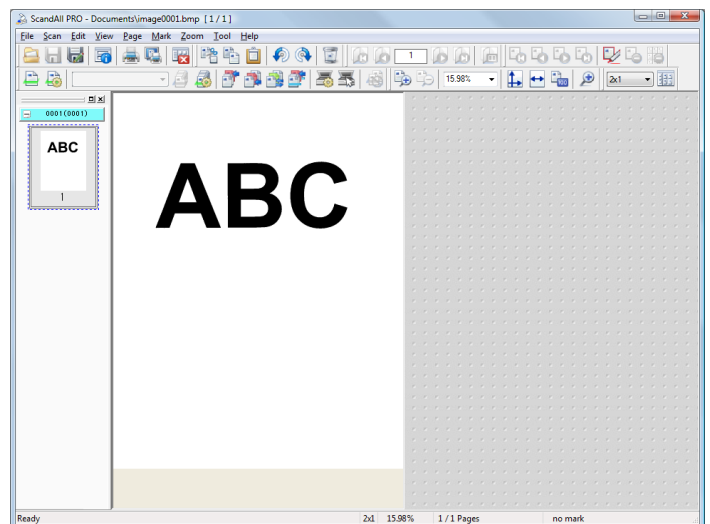 ScandAll PRO - Documents\image0001.bmp [ 1 / 1 ]
File Scan Edit View Page Mark Zoom Tool Help
1
15.98% 2x1
0001(0001)
ABC
1
ABC
Ready 2x1 15.98% 1 / 1 Pages no mark